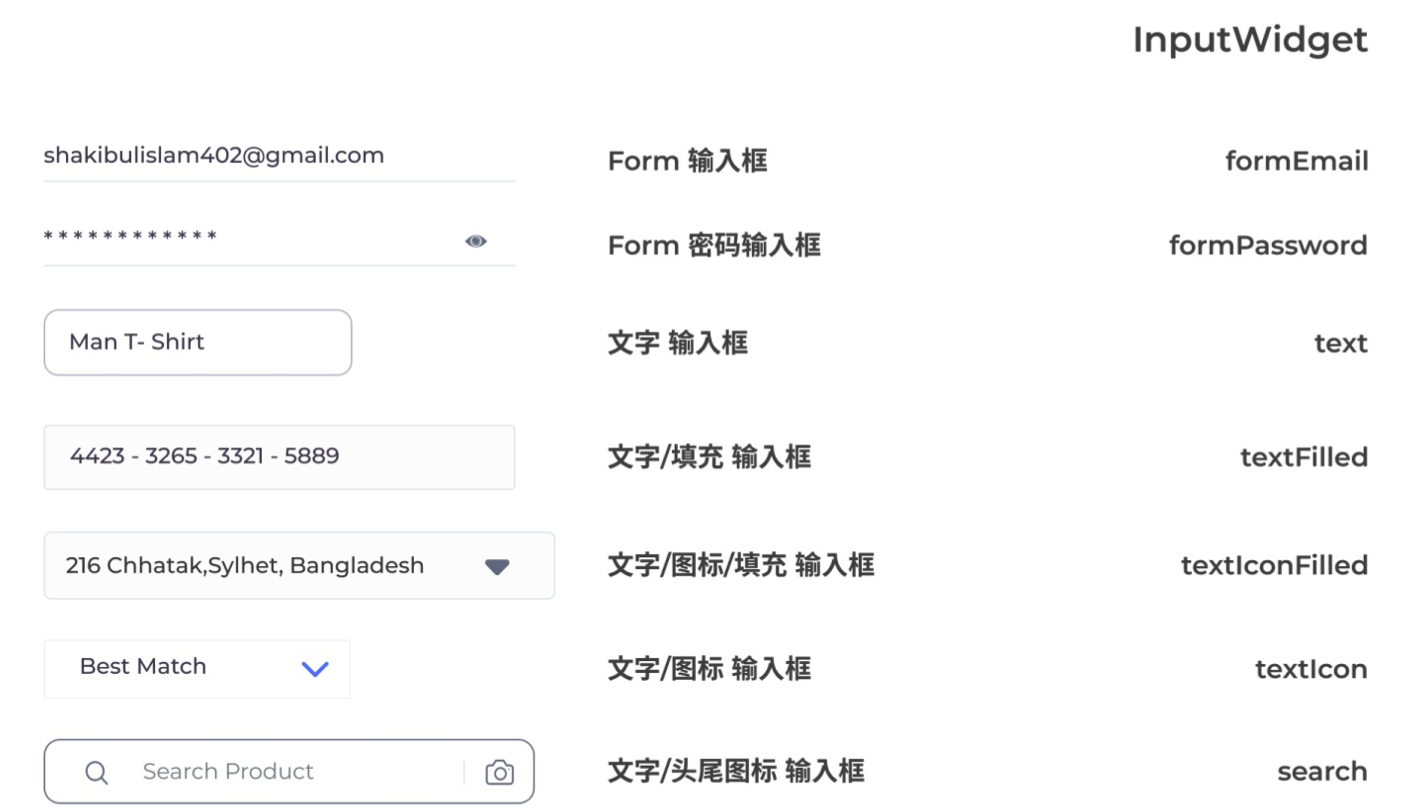 InputWidget
shakibulislam402@gmail.com Form 输入框 formEmail
* * * * * * * * * * * * Form 密码输入框 formPassword
Man T- Shirt 文字 输入框 text
4423 - 3265 - 3321 - 5889 文字/填充 输入框 textFilled
216 Chhatak,Sylhet, Bangladesh 文字/图标/填充 输入框 textIconFilled
Best Match 文字/图标 输入框 textIcon
Search Product 文字/头尾图标 输入框 search